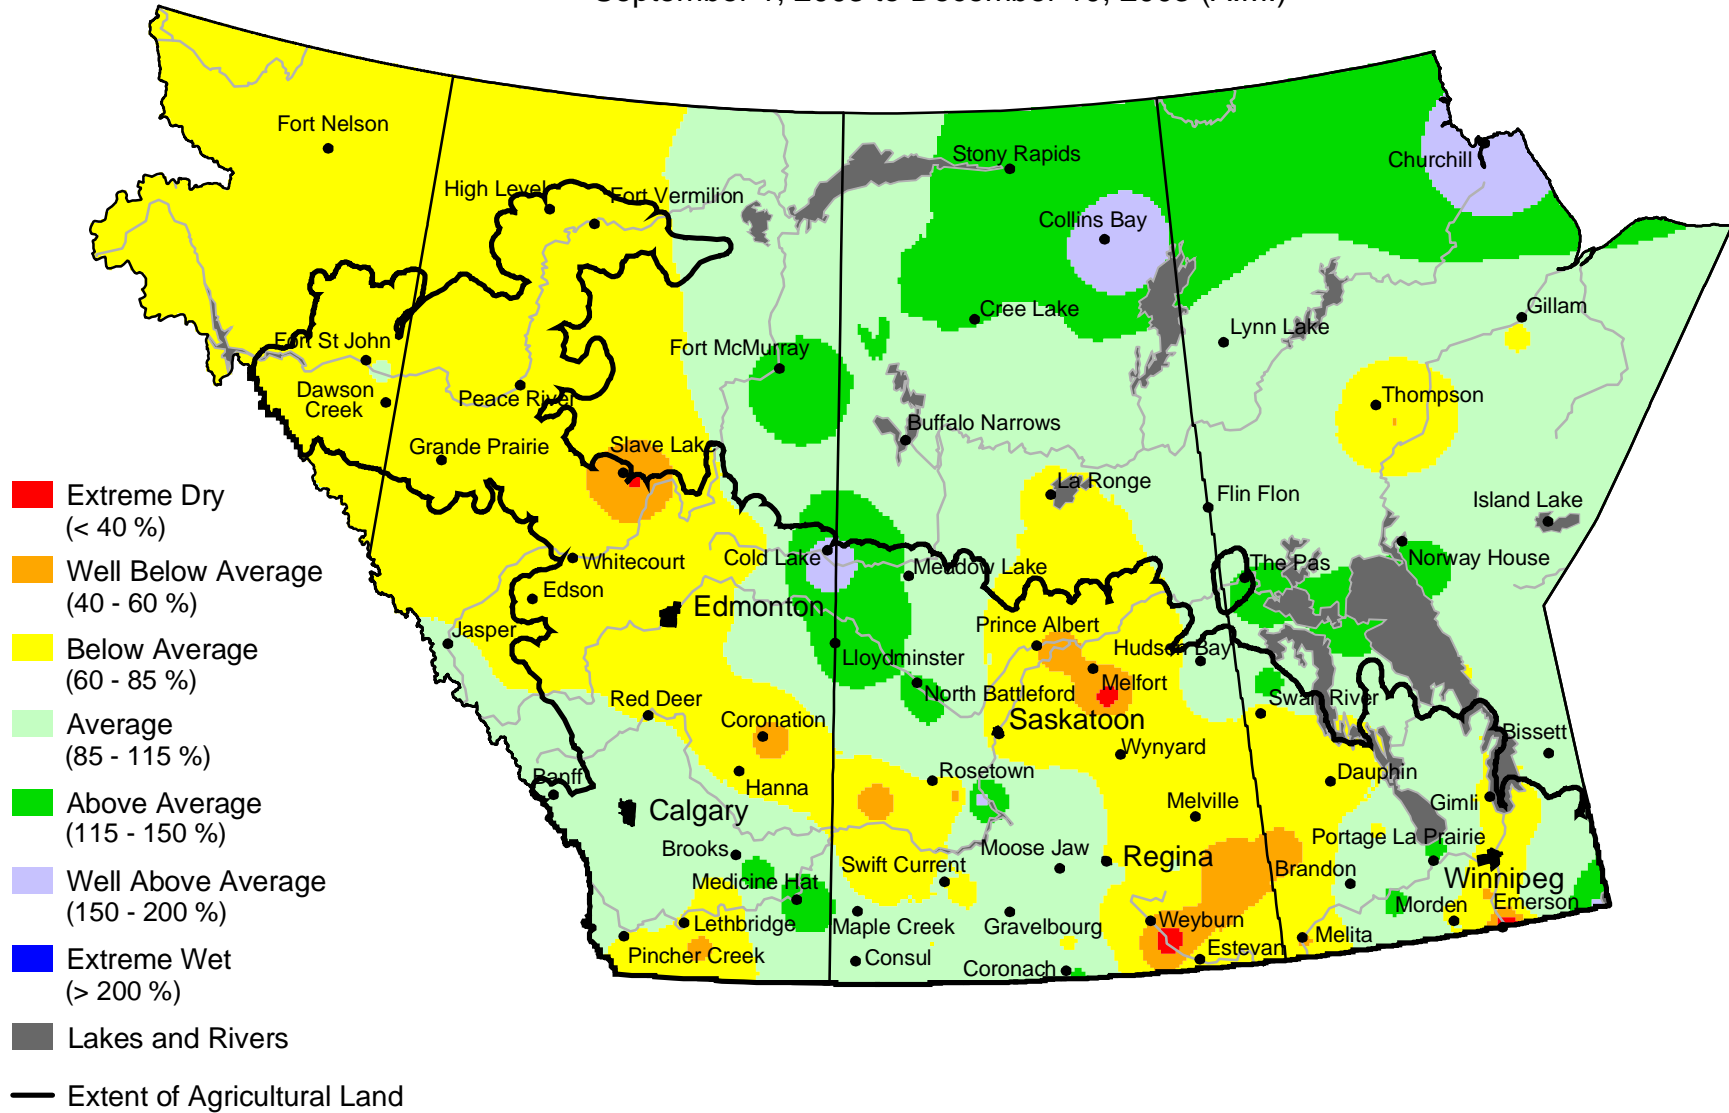 Fort Nelson
High Level
Fort Vermilion
Stony Rapids
Churchill
Collins Bay
Fort St John
Dawson
Creek
Peace River
Fort McMurray
Cree Lake
Lynn Lake
Gillam
Grande Prairie
Slave Lake
Buffalo Narrows
Thompson
La Ronge
Flin Flon
Island Lake
Whitecourt
Cold Lake
Meadow Lake
The Pas
Norway House
Edson
Edmonton
Jasper
Prince Albert
Hudson Bay
Lloydminster
North Battleford
Melfort
Swan River
Red Deer
Coronation
Saskatoon
Wynyard
Bissett
Banff
Hanna
Rosetown
Dauphin
Calgary
Melville
Gimli
Brooks
Swift Current
Moose Jaw
Regina
Portage La Prairie
Medicine Hat
Brandon
Winnipeg
Lethbridge
Maple Creek
Gravelbourg
Weyburn
Morden
Emerson
Pincher Creek
Consul
Coronach
Estevan
Melita
Extreme Dry
(< 40 %)
Well Below Average
(40 - 60 %)
Below Average
(60 - 85 %)
Average
(85 - 115 %)
Above Average
(115 - 150 %)
Well Above Average
(150 - 200 %)
Extreme Wet
(> 200 %)
Lakes and Rivers
Extent of Agricultural Land